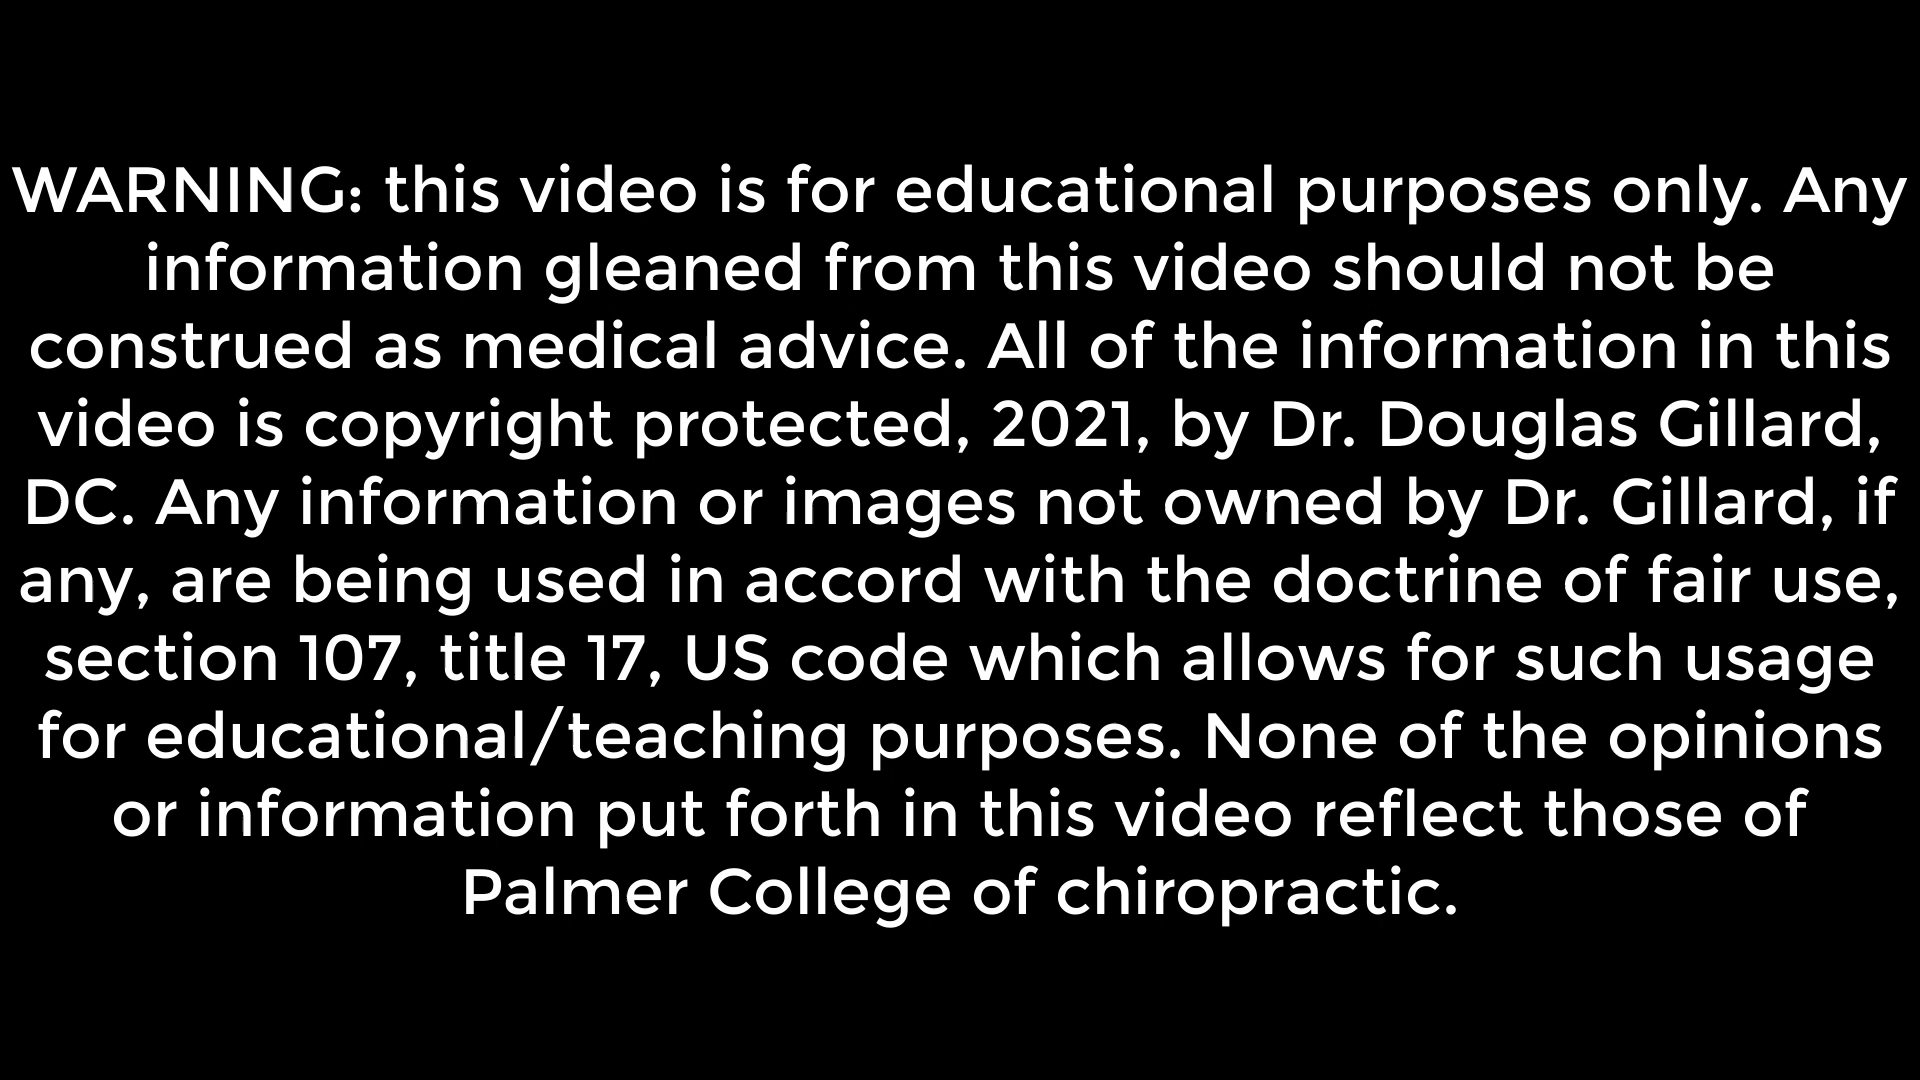 WARNING: this video is for educational purposes only. Any
information gleaned from this video should not be
construed as medical advice. All of the information in this
video is copyright protected, 2021, by Dr. Douglas Gillard,
DC. Any information or images not owned by Dr. Gillard, if
any, are being used in accord with the doctrine of fair use,
section 107, title 17, US code which allows for such usage
for educational/teaching purposes. None of the opinions
or information put forth in this video reflect those of
Palmer College of chiropractic.